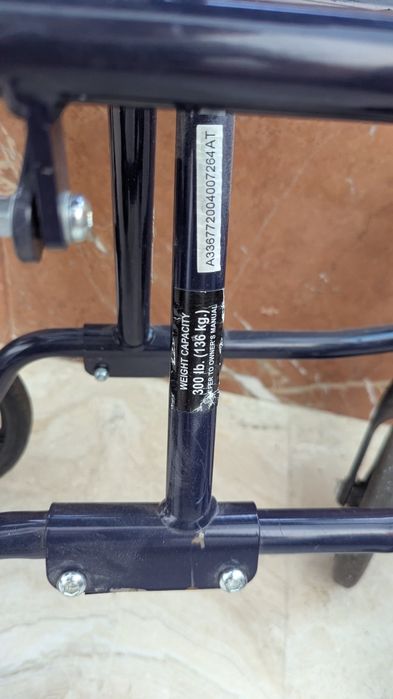 A336772004007264AT
WEIGHT CAPACITY
300 lb. (136 kg.)
REFER TO OWNER'S MANUAL